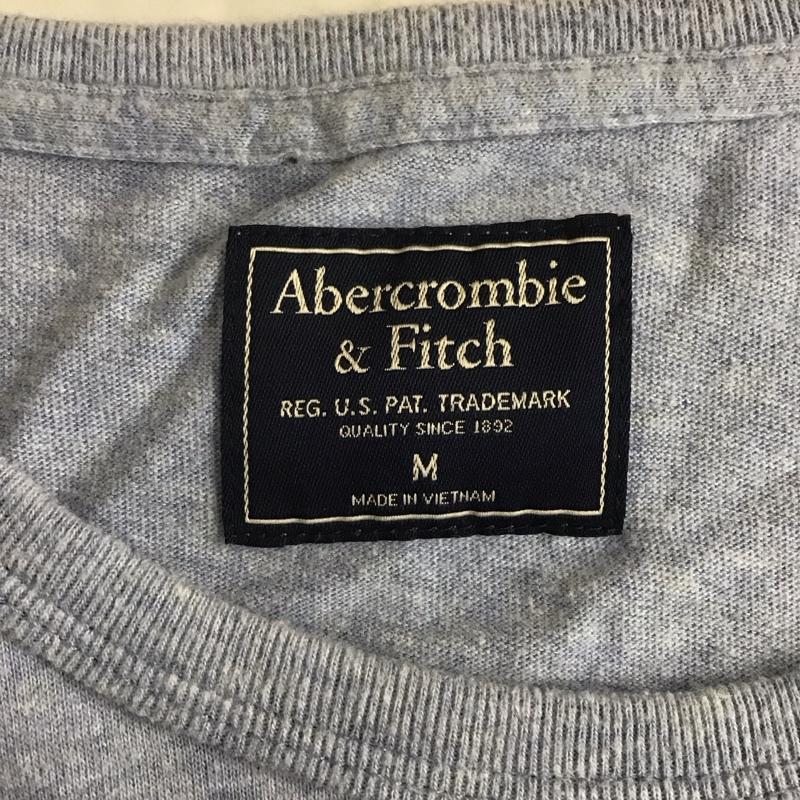 Abercrombie
& Fitch
REG. U.S. PAT. TRADEMARK
QUALITY SINCE 1892
M
MADE IN VIETNAM